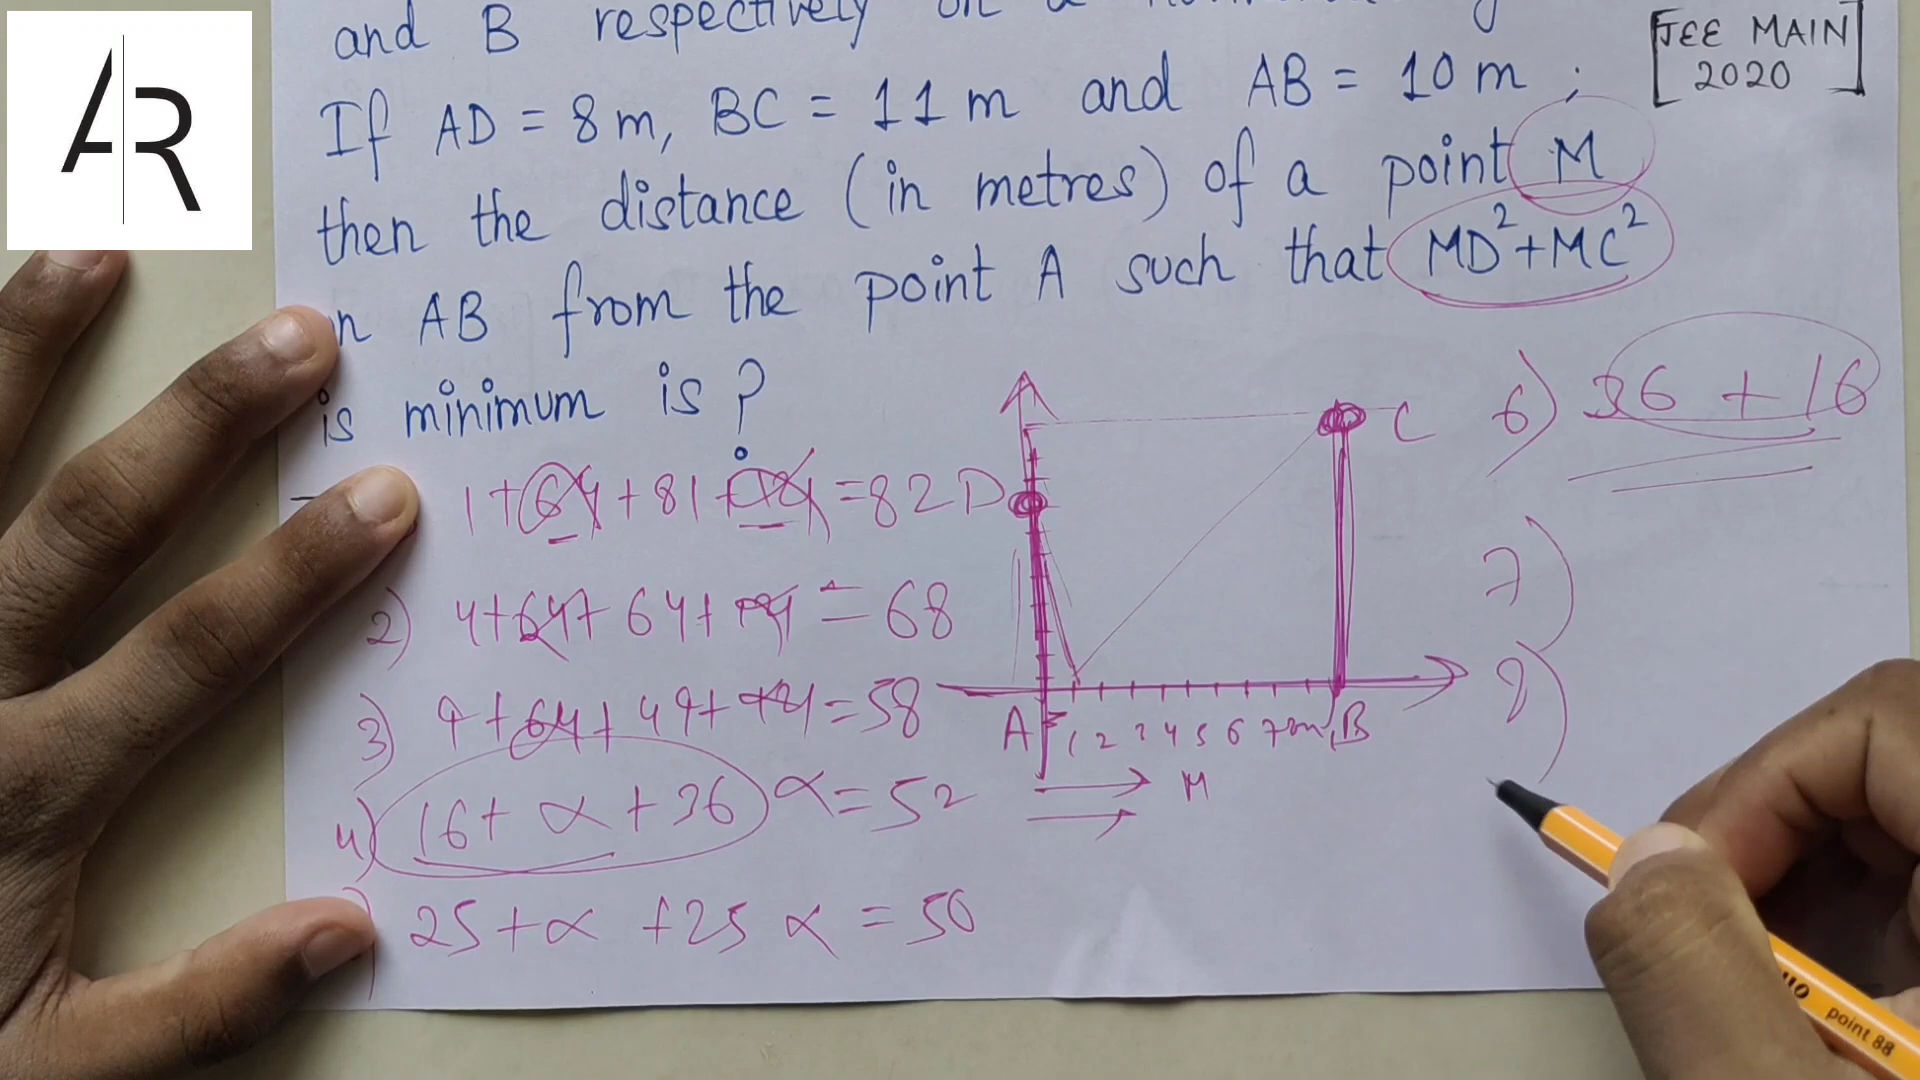 AR
and B respectively on a
[JEE MAIN
2020]
If AD = 8 m, BC = 11 m and AB = 10 m ;
then the distance (in metres) of a point M
on AB from the point A such that MD²+MC²
is minimum is ?
1+64+81+ =82
2) 4+64+ 64+ = 68
3) 9+64+ 49+ =58
4) 16+ α +36 α = 52
25+α +25 α = 50
D
C
A 1 2 3 4 5 6 7 B
M
6) 36 + 16
7)
8)
point 88